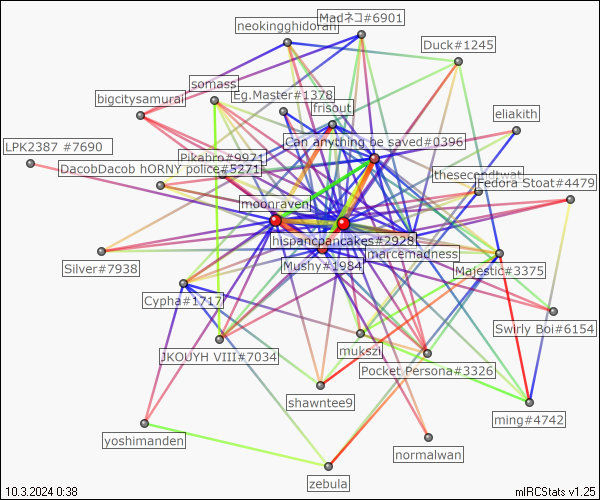 neokingghidorah
Madネコ#6901
Duck#1245
somass
Eg.Master#1378
bigcitysamurai
frisout
eliakith
Can anything be saved#0396
LPK2387 #7690
Pikabro#9971
DacobDacob hORNY police#5271
thesecondtwat
Fedora Stoat#4479
moonraven
hispancpancakes#2928
marcemadness
Silver#7938
Mushy#1984
Majestic#3375
Cypha#1717
Swirly Boi#6154
JKOUYH VIII#7034
mukszi
Pocket Persona#3326
shawntee9
ming#4742
yoshimanden
normalwan
zebula
10.3.2024 0:38
mIRCStats v1.25